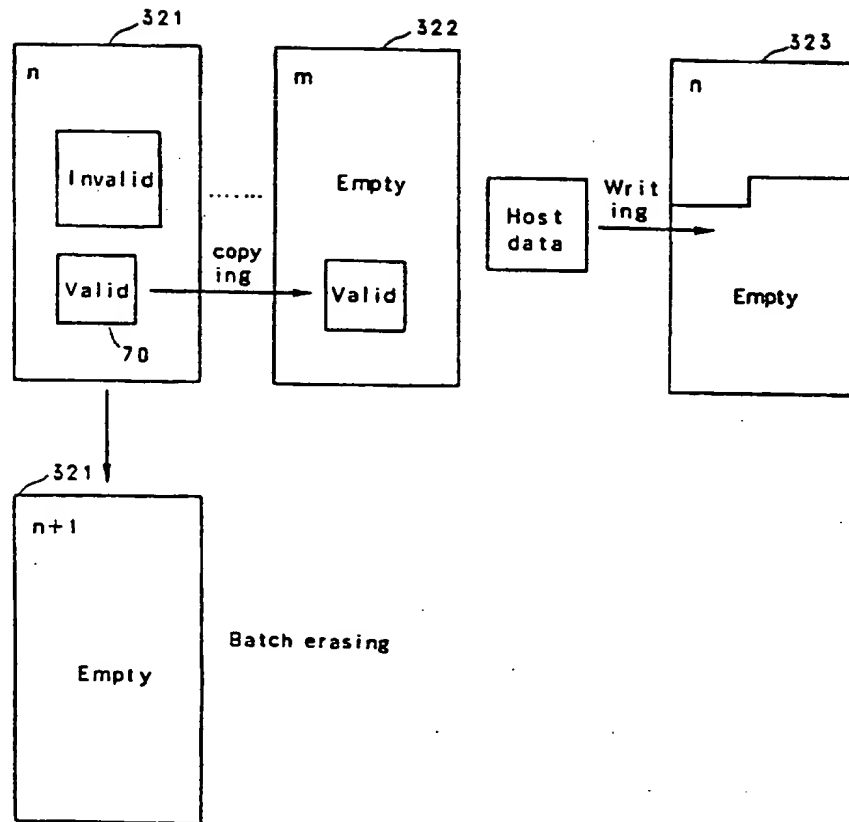 321
322
323
n
m
n
Invalid
.......
Empty
Host
data
Writ
ing
copy
ing
Valid
Valid
Empty
70
321
n+1
Batch erasing
Empty